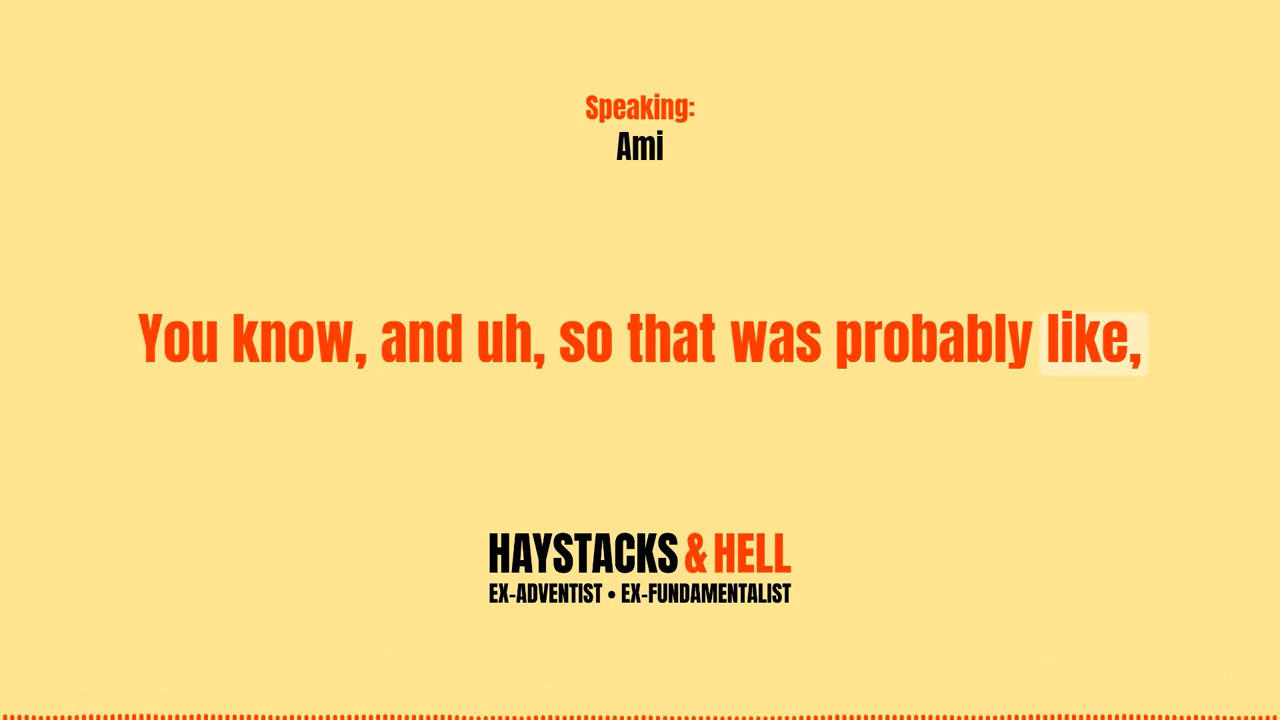 Speaking:
Ami
You know, and uh, so that was probably like,
HAYSTACKS & HELL
EX-ADVENTIST • EX-FUNDAMENTALIST